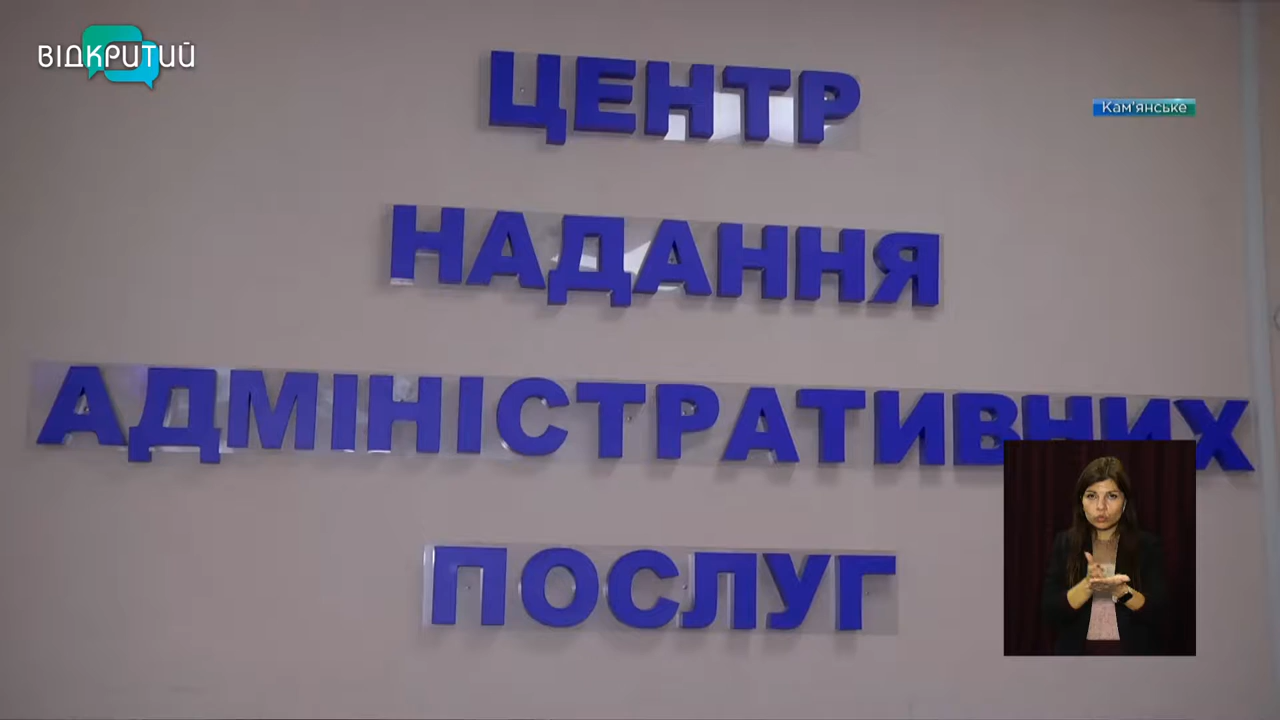 ВІДКРИТИЙ
Кам'янське
ЦЕНТР
НАДАННЯ
АДМІНІСТРАТИВНИХ
ПОСЛУГ